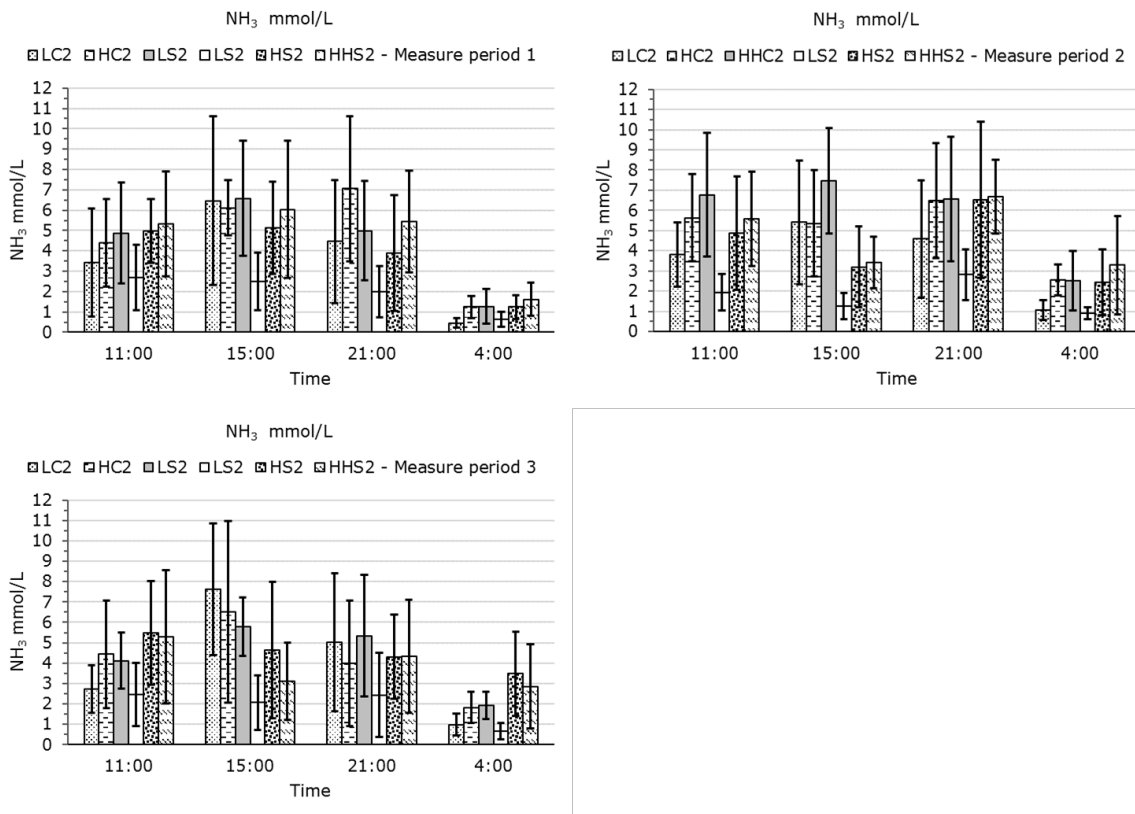 NH₃ mmol/L
LC2 HC2 LS2 LS2 HS2 HHS2 - Measure period 1
NH₃ mmol/L
12
11
10
9
8
7
6
5
4
3
2
1
0
11:00 15:00 21:00 4:00
Time
NH₃ mmol/L
LC2 HC2 HHC2 LS2 HS2 HHS2 - Measure period 2
NH₃ mmol/L
12
11
10
9
8
7
6
5
4
3
2
1
0
11:00 15:00 21:00 4:00
Time
NH₃ mmol/L
LC2 HC2 LS2 LS2 HS2 HHS2 - Measure period 3
NH₃ mmol/L
12
11
10
9
8
7
6
5
4
3
2
1
0
11:00 15:00 21:00 4:00
Time